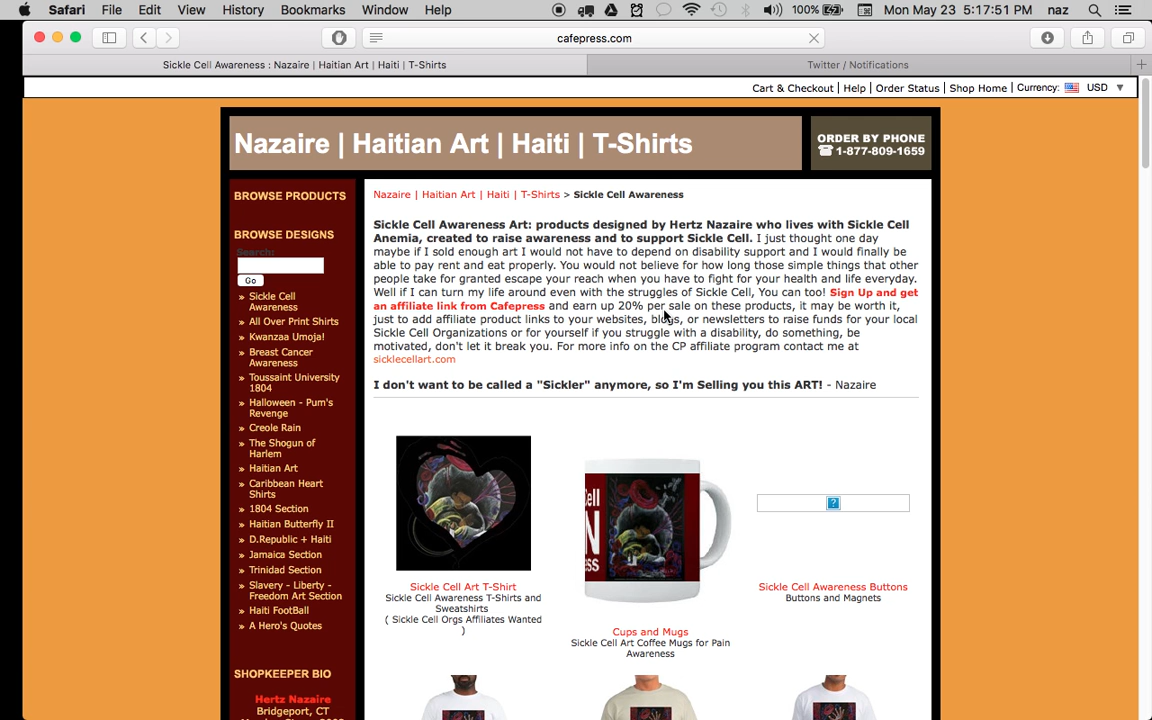 Safari File Edit View History Bookmarks Window Help 100% Mon May 23 5:17:51 PM naz
cafepress.com
Sickle Cell Awareness : Nazaire | Haitian Art | Haiti | T-Shirts
Twitter / Notifications
Cart & Checkout | Help | Order Status | Shop Home | Currency: USD ▼
Nazaire | Haitian Art | Haiti | T-Shirts
ORDER BY PHONE
☎ 1-877-809-1659
BROWSE PRODUCTS
BROWSE DESIGNS
Search:
Go
» Sickle Cell
Awareness
» All Over Print Shirts
» Kwanzaa Umoja!
» Breast Cancer
Awareness
» Toussaint University
1804
» Halloween - Pum's
Revenge
» Creole Rain
» The Shogun of
Harlem
» Haitian Art
» Caribbean Heart
Shirts
» 1804 Section
» Haitian Butterfly II
» D.Republic + Haiti
» Jamaica Section
» Trinidad Section
» Slavery - Liberty -
Freedom Art Section
» Haiti FootBall
» A Hero's Quotes
SHOPKEEPER BIO
Hertz Nazaire
Bridgeport, CT
Nazaire | Haitian Art | Haiti | T-Shirts > Sickle Cell Awareness
Sickle Cell Awareness Art: products designed by Hertz Nazaire who lives with Sickle Cell
Anemia, created to raise awareness and to support Sickle Cell. I just thought one day
maybe if I sold enough art I would not have to depend on disability support and I would finally be
able to pay rent and eat properly. You would not believe for how long those simple things that other
people take for granted escape your reach when you have to fight for your health and life everyday.
Well if I can turn my life around even with the struggles of Sickle Cell, You can too! Sign Up and get
an affiliate link from Cafepress and earn up 20% per sale on these products, it may be worth it,
just to add affiliate product links to your websites, blogs, or newsletters to raise funds for your local
Sickle Cell Organizations or for yourself if you struggle with a disability, do something, be
motivated, don't let it break you. For more info on the CP affiliate program contact me at
sicklecellart.com
I don't want to be called a "Sickler" anymore, so I'm Selling you this ART! - Nazaire
Sickle Cell Art T-Shirt
Sickle Cell Awareness T-Shirts and
Sweatshirts
( Sickle Cell Orgs Affiliates Wanted
)
Cups and Mugs
Sickle Cell Art Coffee Mugs for Pain
Awareness
Sickle Cell Awareness Buttons
Buttons and Magnets